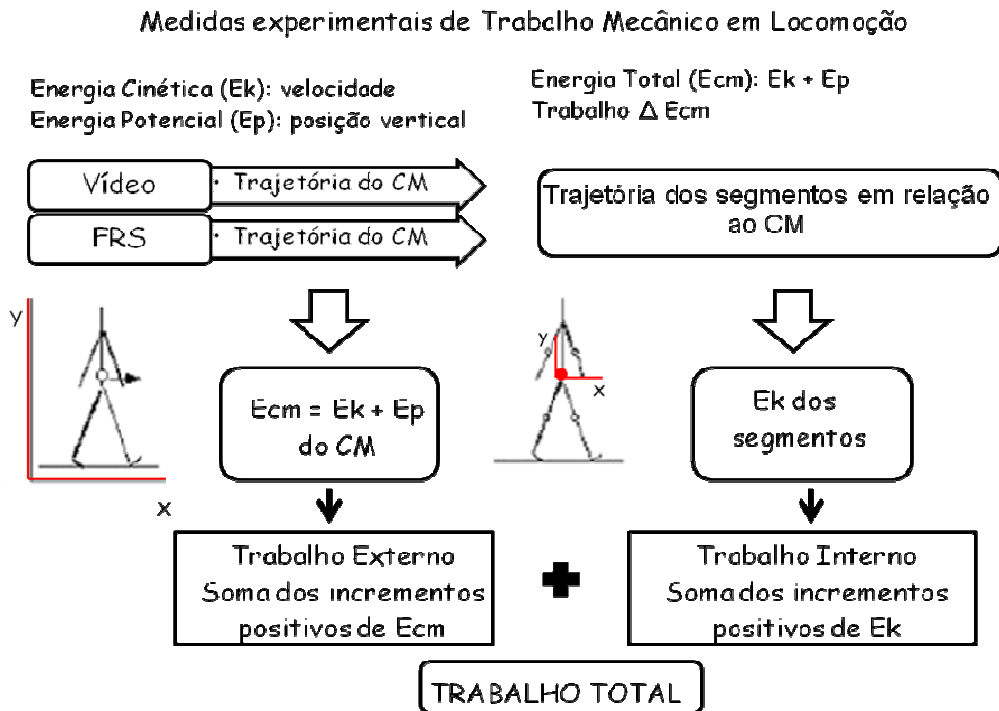 Medidas experimentais de Trabalho Mecânico em Locomoção
Energia Cinética (Ek): velocidade
Energia Potencial (Ep): posição vertical
Energia Total (Ecm): Ek + Ep
Trabalho Δ Ecm
Vídeo
· Trajetória do CM
FRS
· Trajetória do CM
Trajetória dos segmentos em relação
ao CM
y
x
Ecm = Ek + Ep
do CM
y
x
Ek dos
segmentos
Trabalho Externo
Soma dos incrementos
positivos de Ecm
Trabalho Interno
Soma dos incrementos
positivos de Ek
TRABALHO TOTAL